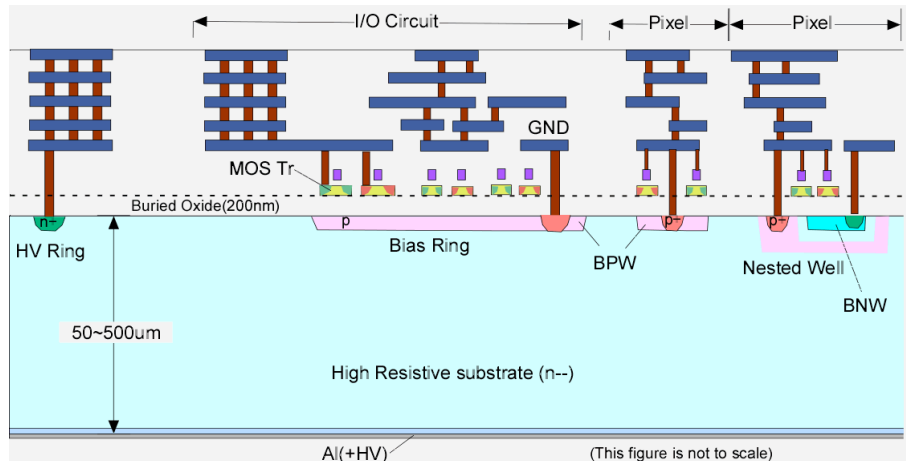 I/O Circuit
Pixel
Pixel
GND
MOS Tr
Buried Oxide(200nm)
n+
p
p+
p+
HV Ring
Bias Ring
BPW
Nested Well
BNW
50~500um
High Resistive substrate (n--)
Al(+HV)
(This figure is not to scale)